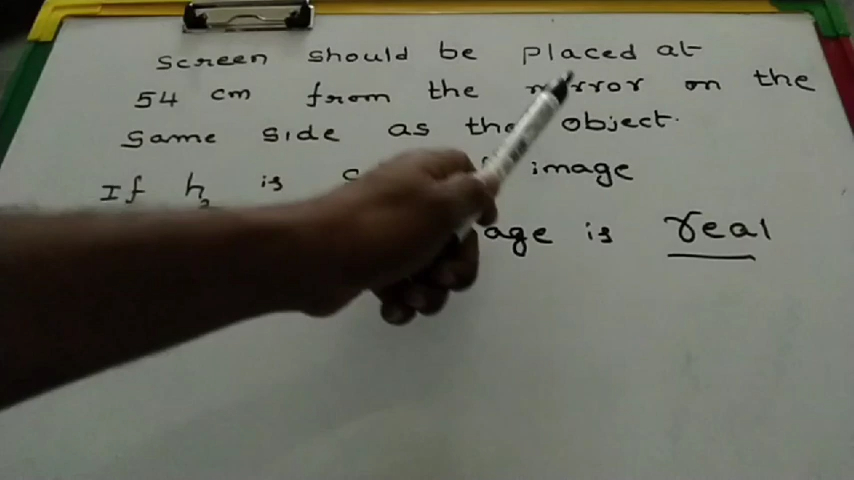 Screen should be placed at
54 cm from the mirror on the
same side as the object.
If h₂ is image
is real